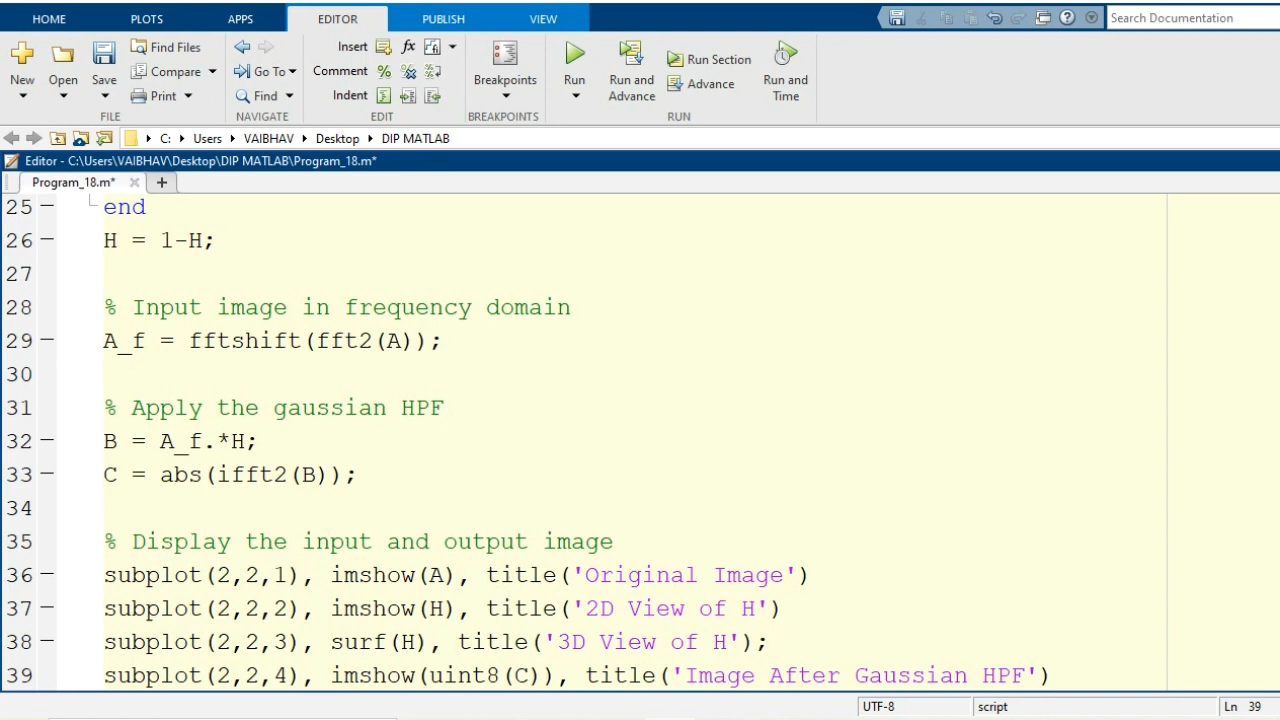 HOME PLOTS APPS EDITOR PUBLISH VIEW Search Documentation
New Open Save Find Files Compare Print FILE
Go To Find NAVIGATE
Insert fx Comment % Indent EDIT
Breakpoints BREAKPOINTS
Run Run and Advance Run Section Advance Run and Time RUN
C: Users VAIBHAV Desktop DIP MATLAB
Editor - C:\Users\VAIBHAV\Desktop\DIP MATLAB\Program_18.m*
Program_18.m*
25 end
26 H = 1-H;
27
28 % Input image in frequency domain
29 A_f = fftshift(fft2(A));
30
31 % Apply the gaussian HPF
32 B = A_f.*H;
33 C = abs(ifft2(B));
34
35 % Display the input and output image
36 subplot(2,2,1), imshow(A), title('Original Image')
37 subplot(2,2,2), imshow(H), title('2D View of H')
38 subplot(2,2,3), surf(H), title('3D View of H');
39 subplot(2,2,4), imshow(uint8(C)), title('Image After Gaussian HPF')
UTF-8 script Ln 39